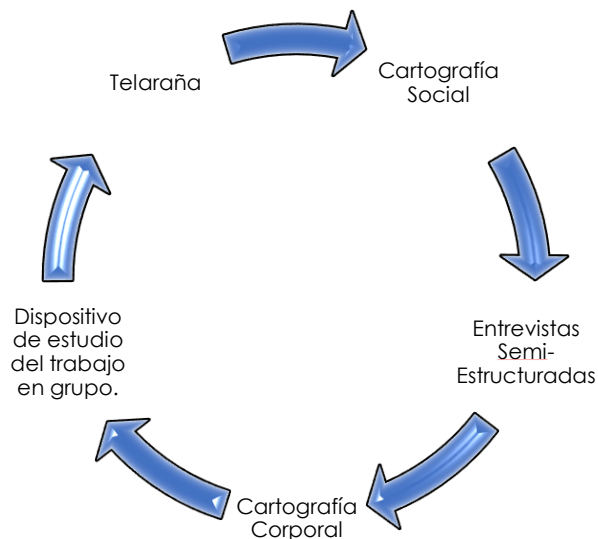 Telaraña
Cartografía
Social
Entrevistas
Semi-
Estructuradas
Cartografía
Corporal
Dispositivo
de estudio
del trabajo
en grupo.